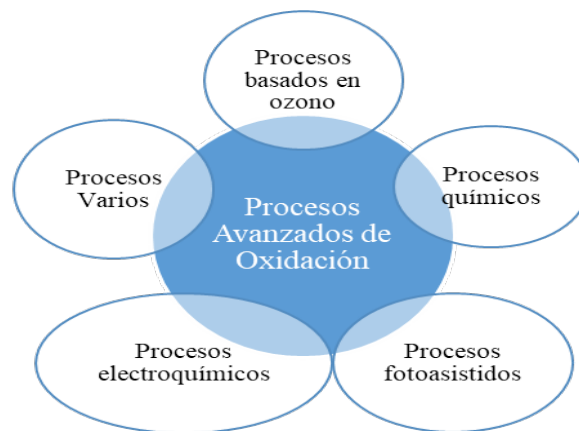 Procesos
basados en
ozono
Procesos
Varios
Procesos
químicos
Procesos
Avanzados de
Oxidación
Procesos
electroquímicos
Procesos
fotoasistidos